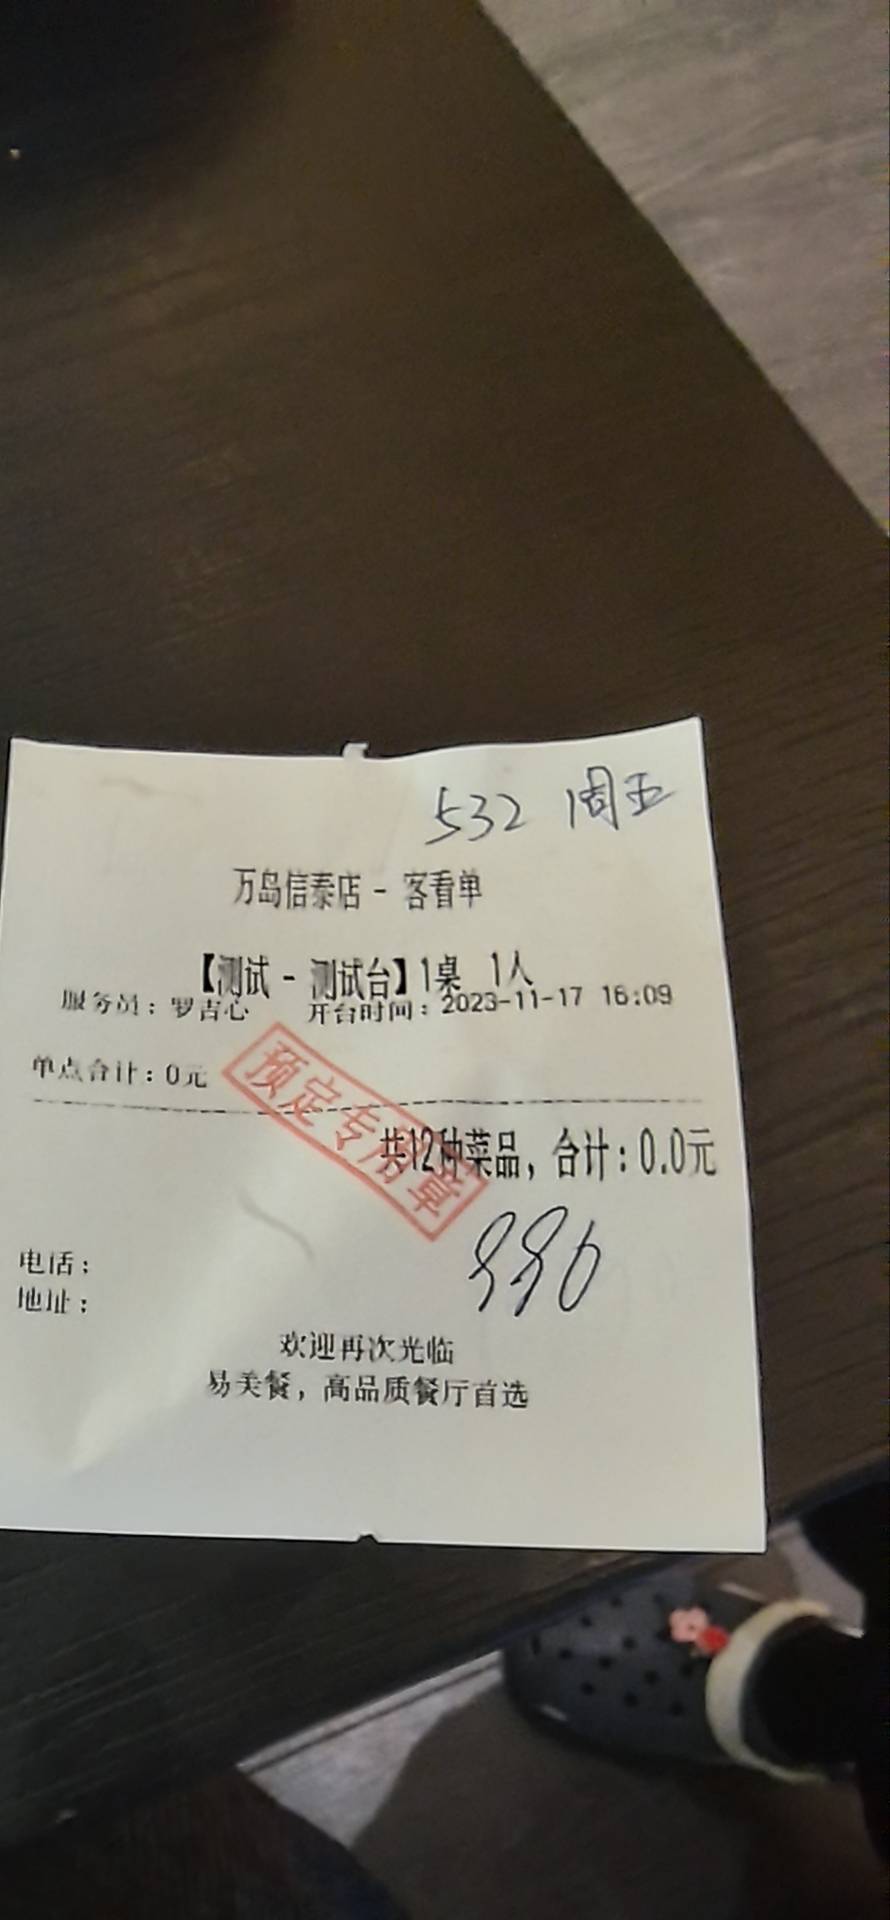 532 周五
万岛信泰店 - 客看单
【测试 - 测试台】1桌 1人
服务员：罗吉心 开台时间：2023-11-17 16:09
单点合计：0元
预定专用章
共12种菜品，合计：0.0元
996
电话：
地址：
欢迎再次光临
易美餐，高品质餐厅首选